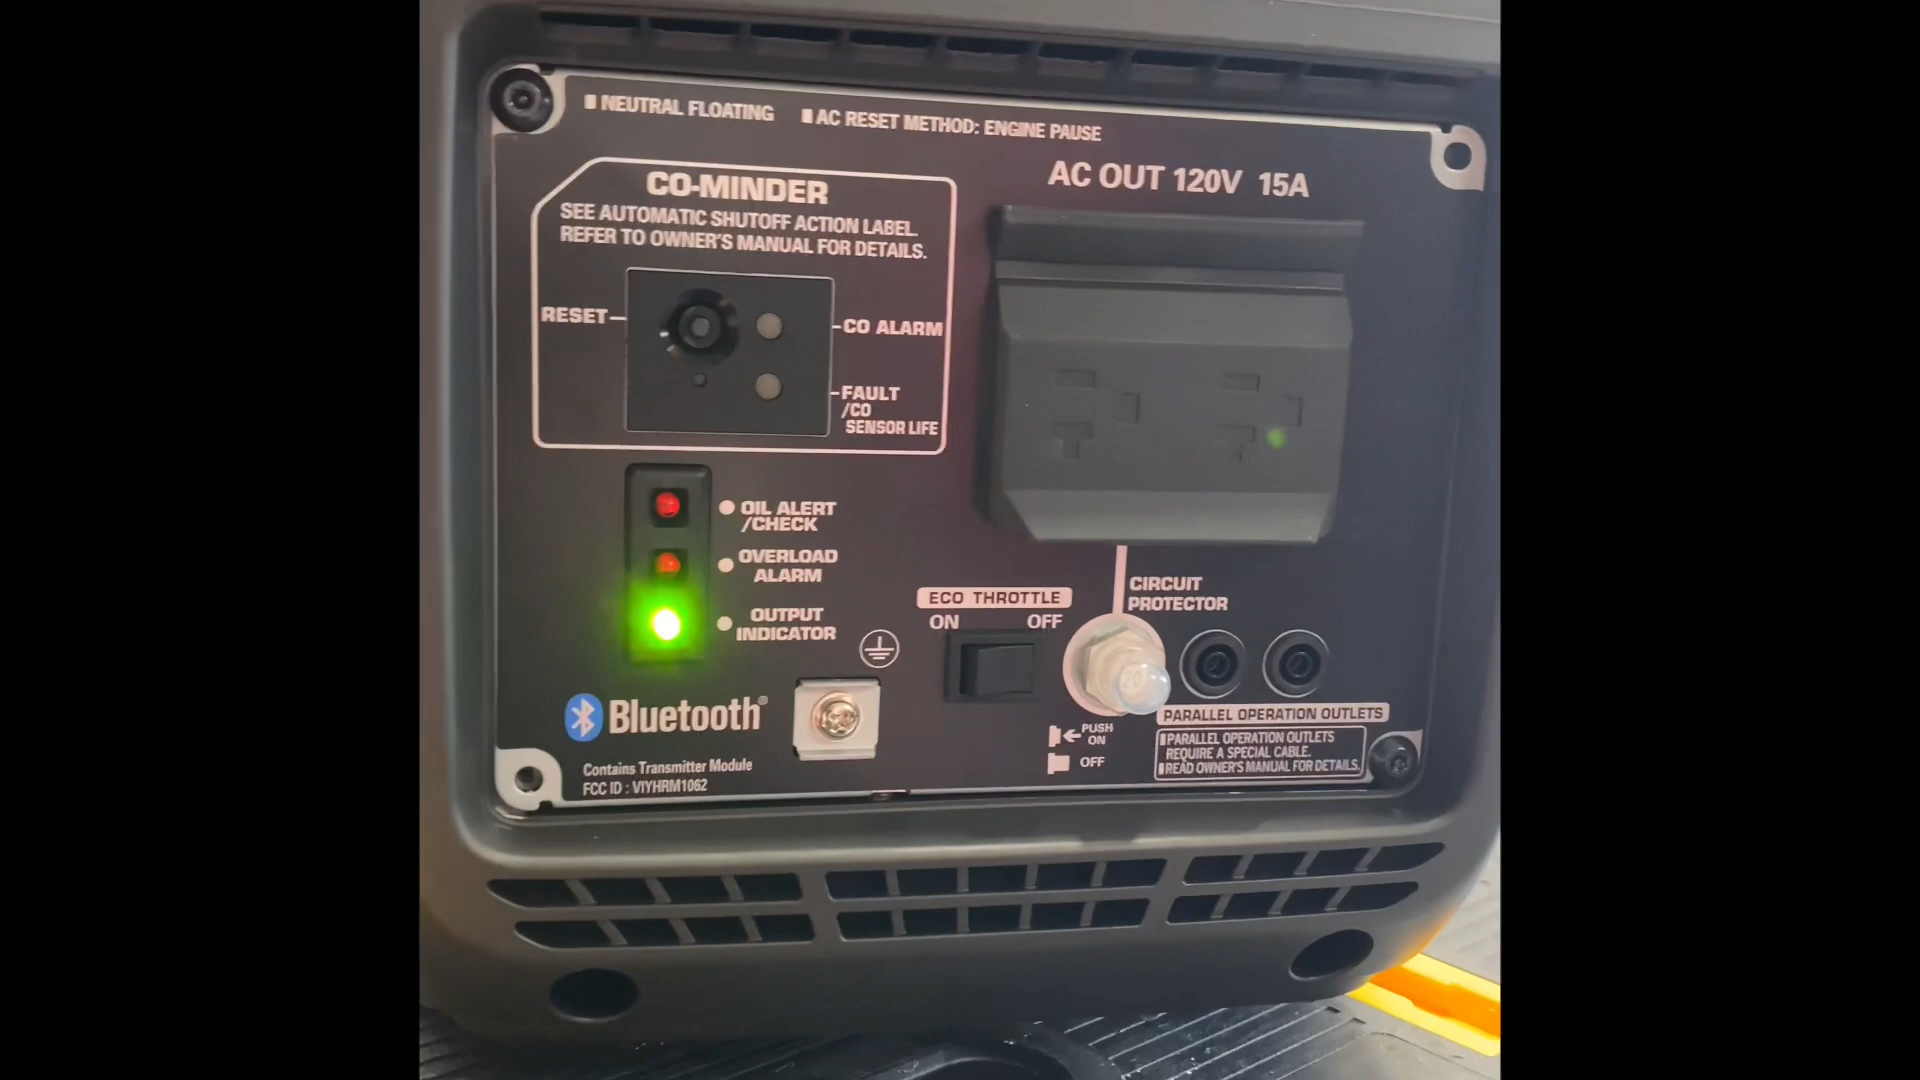 NEUTRAL FLOATING
AC RESET METHOD: ENGINE PAUSE
CO-MINDER
SEE AUTOMATIC SHUTOFF ACTION LABEL.
REFER TO OWNER'S MANUAL FOR DETAILS.
RESET
CO ALARM
FAULT
/CO
SENSOR LIFE
AC OUT 120V 15A
OIL ALERT
/CHECK
OVERLOAD
ALARM
OUTPUT
INDICATOR
ECO THROTTLE
ON OFF
CIRCUIT
PROTECTOR
20
PUSH
ON
OFF
PARALLEL OPERATION OUTLETS
PARALLEL OPERATION OUTLETS
REQUIRE A SPECIAL CABLE.
READ OWNER'S MANUAL FOR DETAILS.
Bluetooth®
Contains Transmitter Module
FCC ID : VIYHRM1062